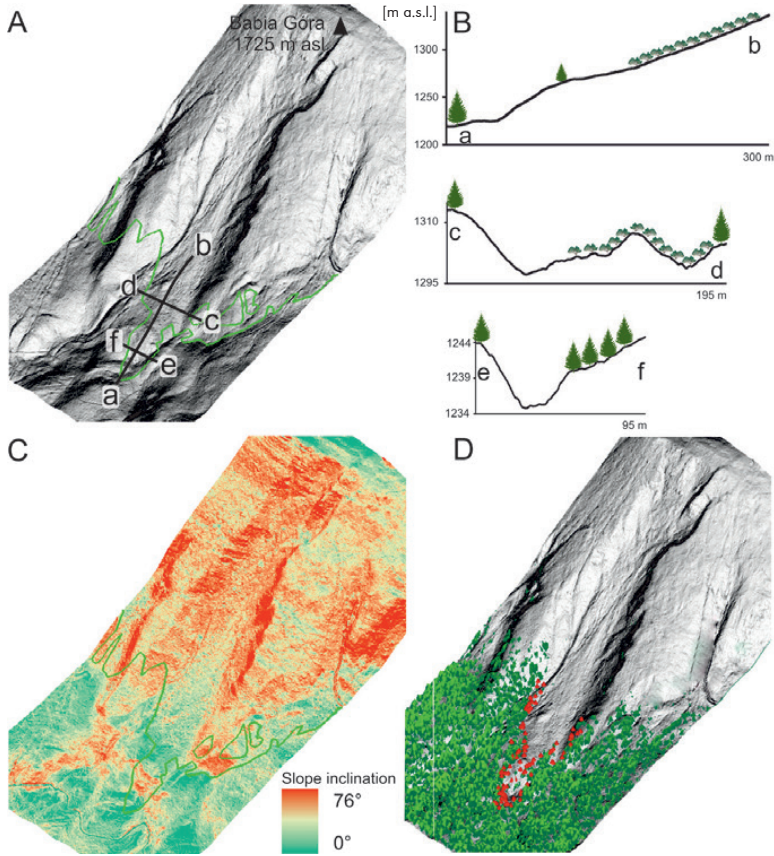 A
Babia Góra
1725 m asl
b
d
c
f
e
a
[m a.s.l.]
B
1300
1250
1200
a
b
300 m
1310
1295
c
d
195 m
1244
1239
1234
e
f
95 m
C
Slope inclination
76°
0°
D